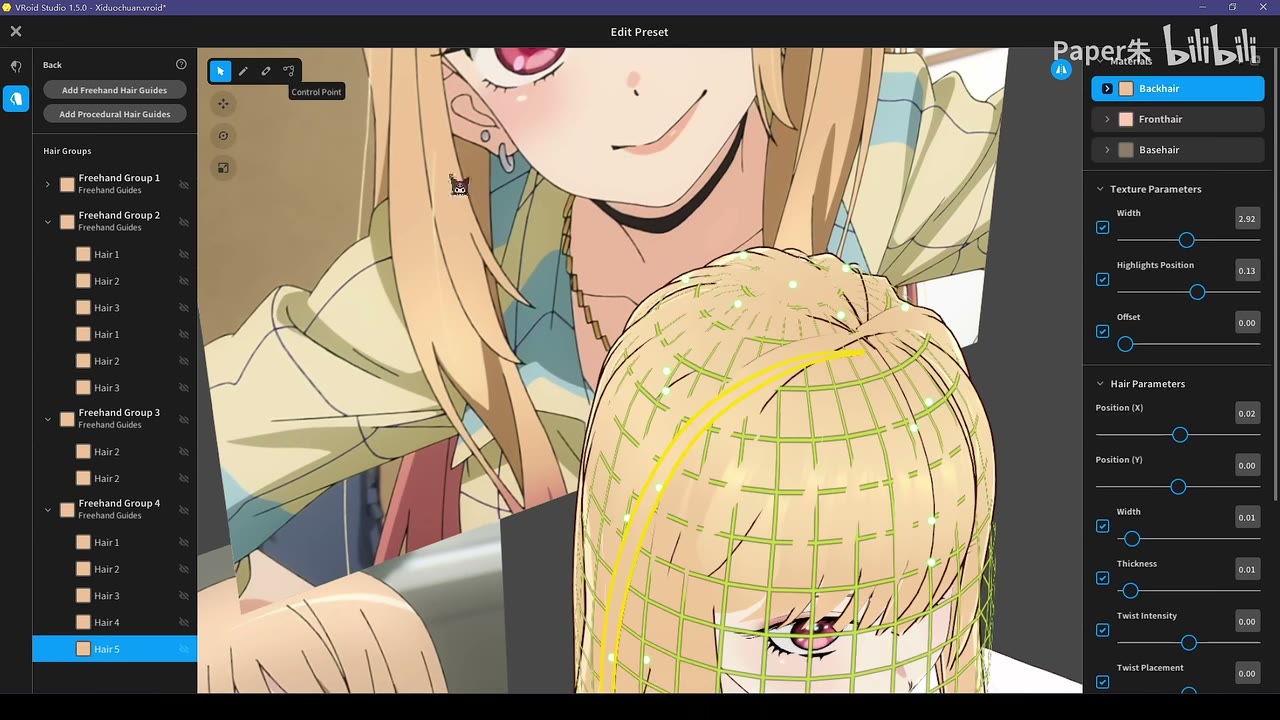 VRoid Studio 1.5.0 - Xiduochuan.vroid*
Edit Preset
Paper朱 bilibili
Back
Add Freehand Hair Guides
Add Procedural Hair Guides
Hair Groups
Freehand Group 1
Freehand Guides
Freehand Group 2
Freehand Guides
Hair 1
Hair 2
Hair 3
Hair 1
Hair 2
Hair 3
Freehand Group 3
Freehand Guides
Hair 2
Hair 2
Freehand Group 4
Freehand Guides
Hair 1
Hair 2
Hair 3
Hair 4
Hair 5
Control Point
Materials
Backhair
Fronthair
Basehair
Texture Parameters
Width
2.92
Highlights Position
0.13
Offset
0.00
Hair Parameters
Position (X)
0.02
Position (Y)
0.00
Width
0.01
Thickness
0.01
Twist Intensity
0.00
Twist Placement
0.00